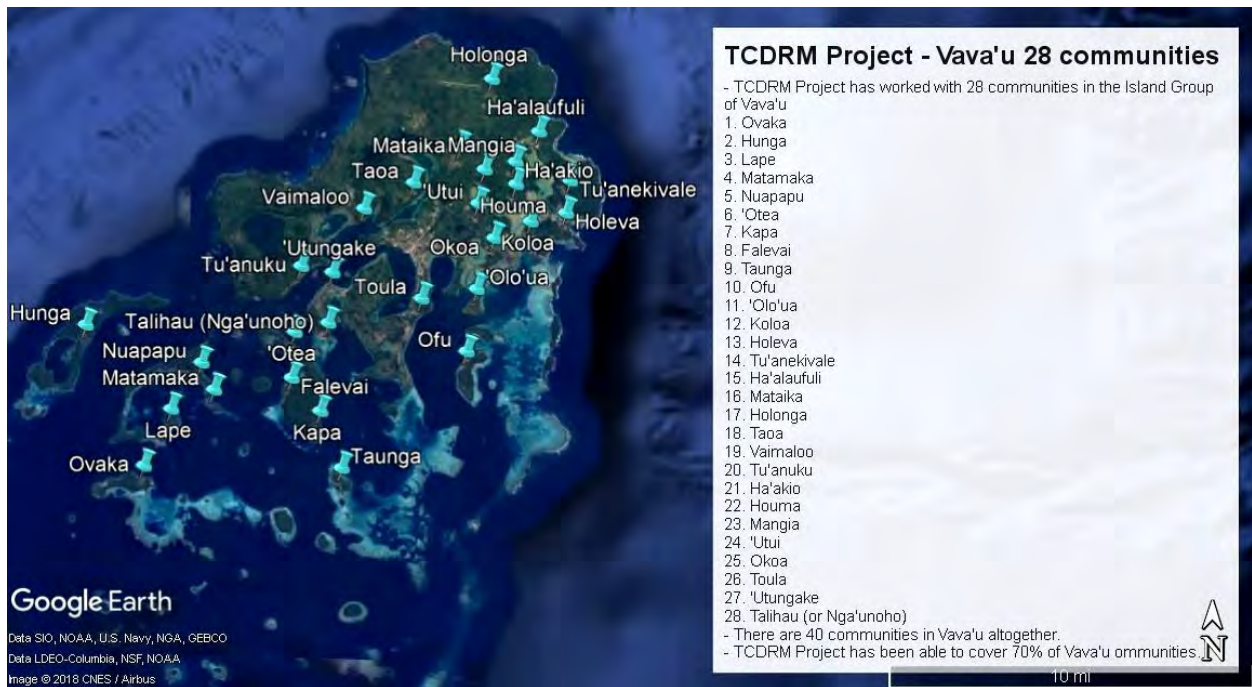 Holonga
Ha'alaufuli
Mataika Mangia
Taoa
Ha'akio
'Utui
Tu'anekivale
Vaimaloo
Houma
Holeva
'Utungake
Okoa
Koloa
Tu'anuku
Toula
'Olo'ua
Hunga
Talihau (Nga'unoho)
Ofu
Nuapapu
'Otea
Matamaka
Falevai
Lape
Kapa
Ovaka
Taunga
Google Earth
Data SIO, NOAA, U.S. Navy, NGA, GEBCO
Data LDEO-Columbia, NSF, NOAA
Image © 2018 CNES / Airbus
TCDRM Project - Vava'u 28 communities
- TCDRM Project has worked with 28 communities in the Island Group
of Vava'u
1. Ovaka
2. Hunga
3. Lape
4. Matamaka
5. Nuapapu
6. 'Otea
7. Kapa
8. Falevai
9. Taunga
10. Ofu
11. 'Olo'ua
12. Koloa
13. Holeva
14. Tu'anekivale
15. Ha'alaufuli
16. Mataika
17. Holonga
18. Taoa
19. Vaimaloo
20. Tu'anuku
21. Ha'akio
22. Houma
23. Mangia
24. 'Utui
25. Okoa
26. Toula
27. 'Utungake
28. Talihau (or Nga'unoho)
- There are 40 communities in Vava'u altogether.
- TCDRM Project has been able to cover 70% of Vava'u ommunities.
N
10 mi